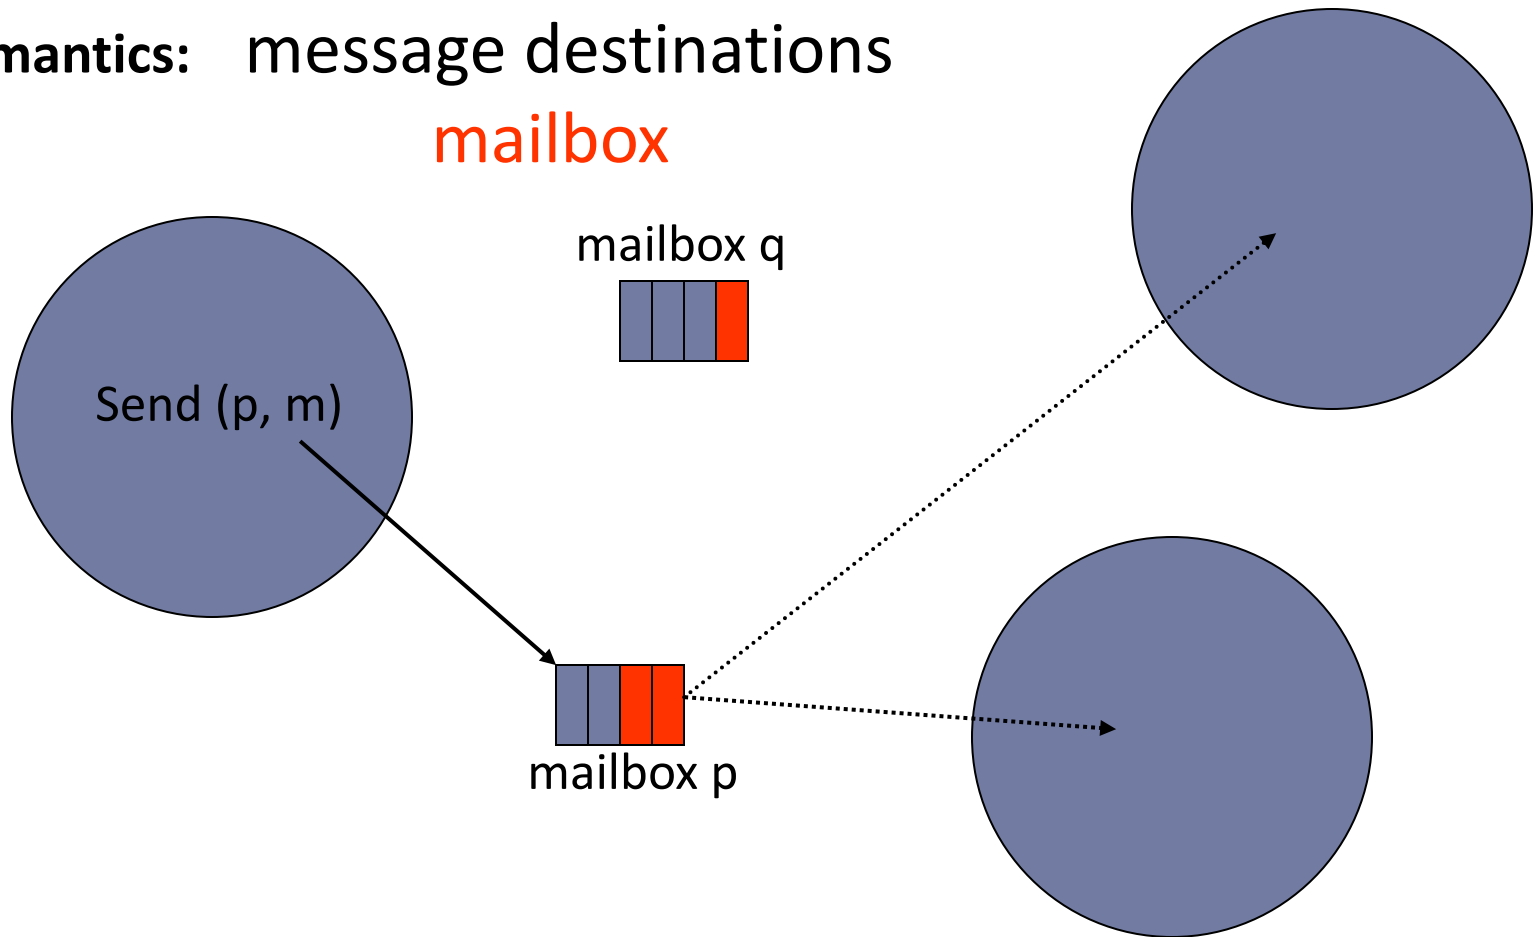 mantics: message destinations
mailbox
mailbox q
Send (p, m)
mailbox p